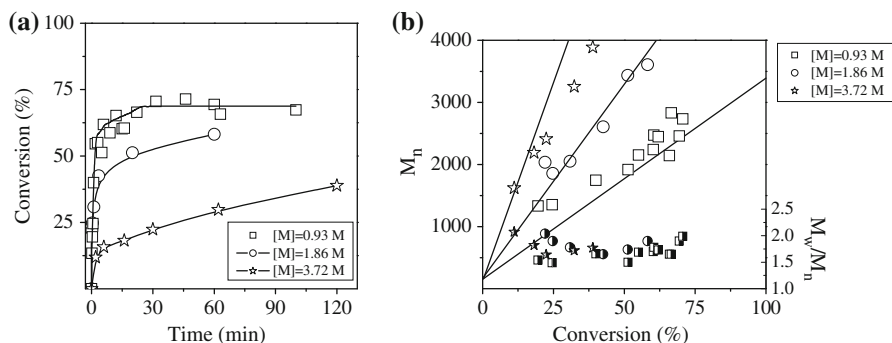 (a)
100
75
50
25
Conversion (%)
0
30
60
90
120
Time (min)
[M]=0.93 M
[M]=1.86 M
[M]=3.72 M
(b)
4000
3000
2000
1000
Mn
2.5
2.0
1.5
1.0
Mw/Mn
0
25
50
75
100
Conversion (%)
[M]=0.93 M
[M]=1.86 M
[M]=3.72 M